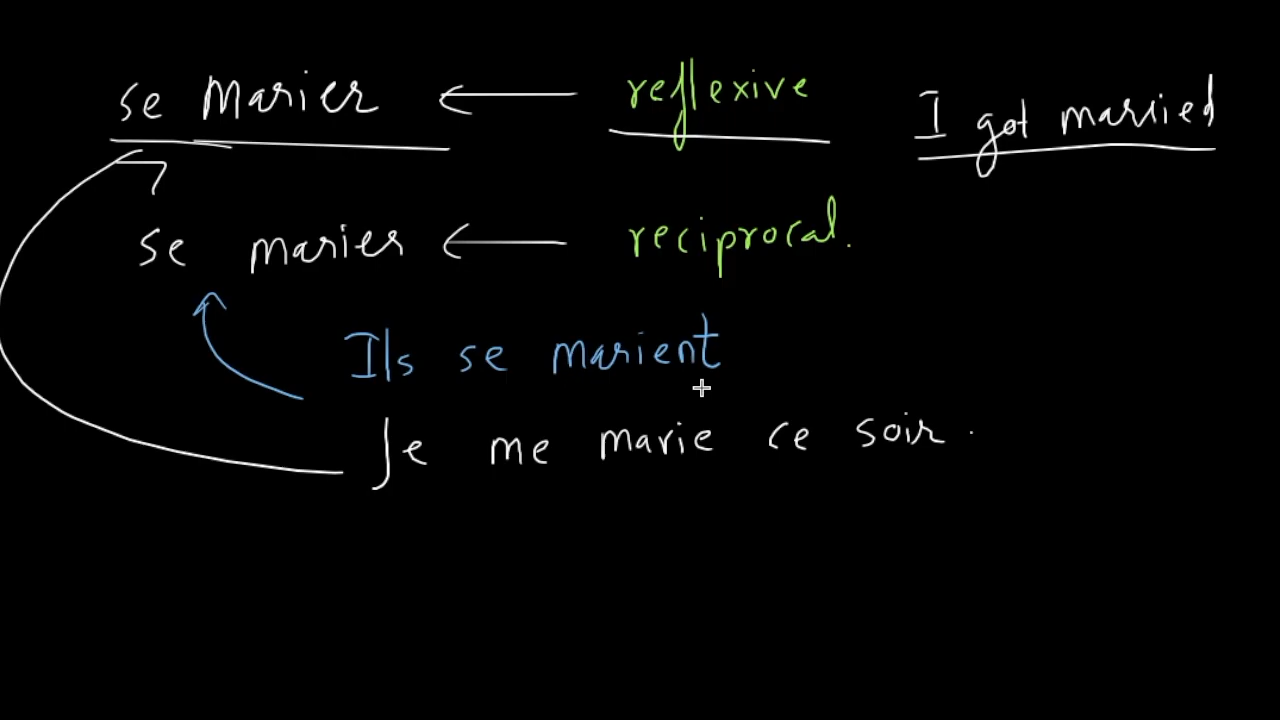 se Marier ← reflexive I got married
se marier ← reciprocal.
Ils se marient
Je me marie ce soir.